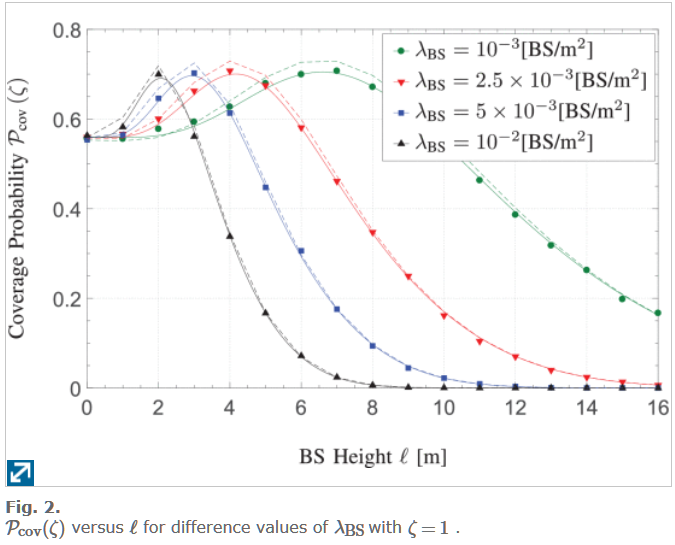 0.8
0.6
0.4
0.2
0
0 2 4 6 8 10 12 14 16
Coverage Probability 𝒫cov (ζ)
BS Height ℓ [m]
λBS = 10⁻³[BS/m²]
λBS = 2.5 × 10⁻³[BS/m²]
λBS = 5 × 10⁻³[BS/m²]
λBS = 10⁻²[BS/m²]
Fig. 2.
𝒫cov(ζ) versus ℓ for difference values of λBS with ζ=1 .